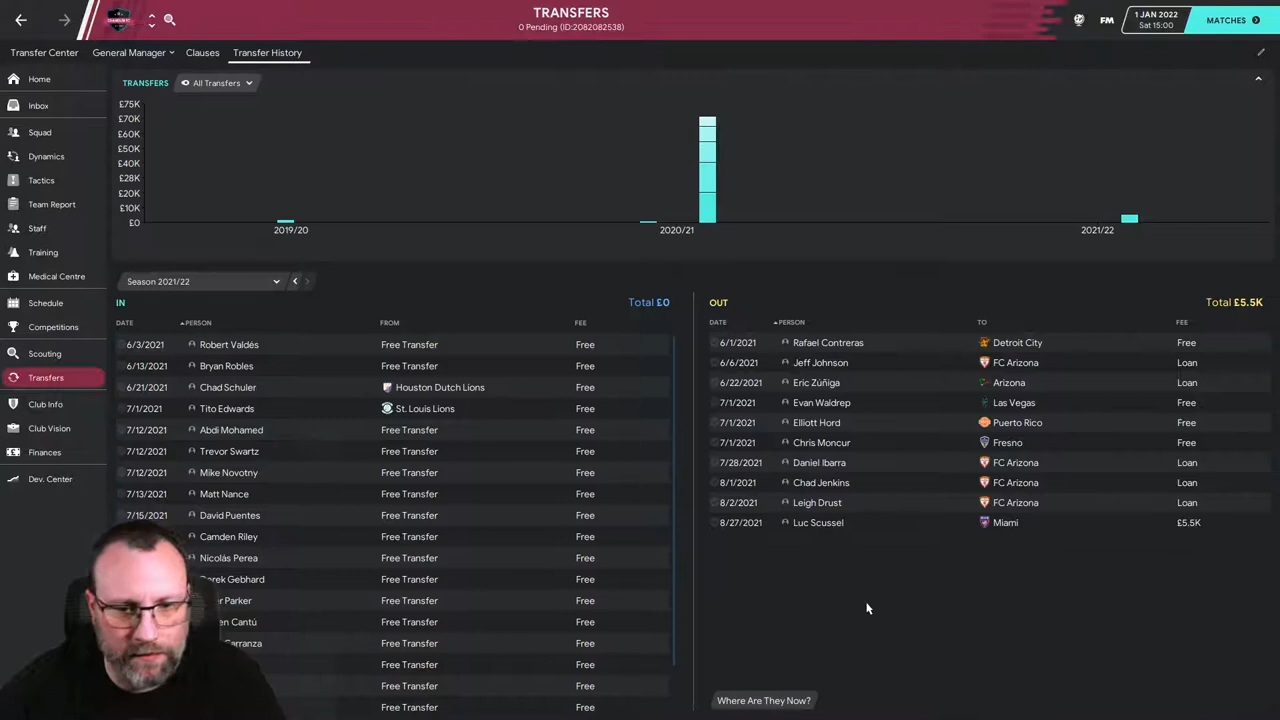 TRANSFERS
0 Pending (ID:2082082538)
FM
1 JAN 2022
Sat 15:00
MATCHES
Transfer Center
General Manager
Clauses
Transfer History
Home
Inbox
Squad
Dynamics
Tactics
Team Report
Staff
Training
Medical Centre
Schedule
Competitions
Scouting
Transfers
Club Info
Club Vision
Finances
Dev. Center
TRANSFERS
All Transfers
£75K
£70K
£60K
£50K
£40K
£28K
£20K
£10K
£0
2019/20
2020/21
2021/22
Season 2021/22
IN
Total £0
DATE PERSON FROM FEE
6/3/2021 Robert Valdés Free Transfer Free
6/13/2021 Bryan Robles Free Transfer Free
6/21/2021 Chad Schuler Houston Dutch Lions Free
7/1/2021 Tito Edwards St. Louis Lions Free
7/12/2021 Abdi Mohamed Free Transfer Free
7/12/2021 Trevor Swartz Free Transfer Free
7/12/2021 Mike Novotny Free Transfer Free
7/13/2021 Matt Nance Free Transfer Free
7/15/2021 David Puentes Free Transfer Free
Camden Riley Free Transfer Free
Nicolás Perea Free Transfer Free
Gebhard Free Transfer Free
Parker Free Transfer Free
Cantú Free Transfer Free
Carranza Free Transfer Free
Free Transfer Free
Free Transfer Free
Free Transfer Free
OUT
Total £5.5K
DATE PERSON TO FEE
6/1/2021 Rafael Contreras Detroit City Free
6/6/2021 Jeff Johnson FC Arizona Loan
6/22/2021 Eric Zúñiga Arizona Loan
7/1/2021 Evan Waldrep Las Vegas Free
7/1/2021 Elliott Hord Puerto Rico Free
7/1/2021 Chris Moncur Fresno Free
7/28/2021 Daniel Ibarra FC Arizona Loan
8/1/2021 Chad Jenkins FC Arizona Loan
8/2/2021 Leigh Drust FC Arizona Loan
8/27/2021 Luc Scussel Miami £5.5K
Where Are They Now?